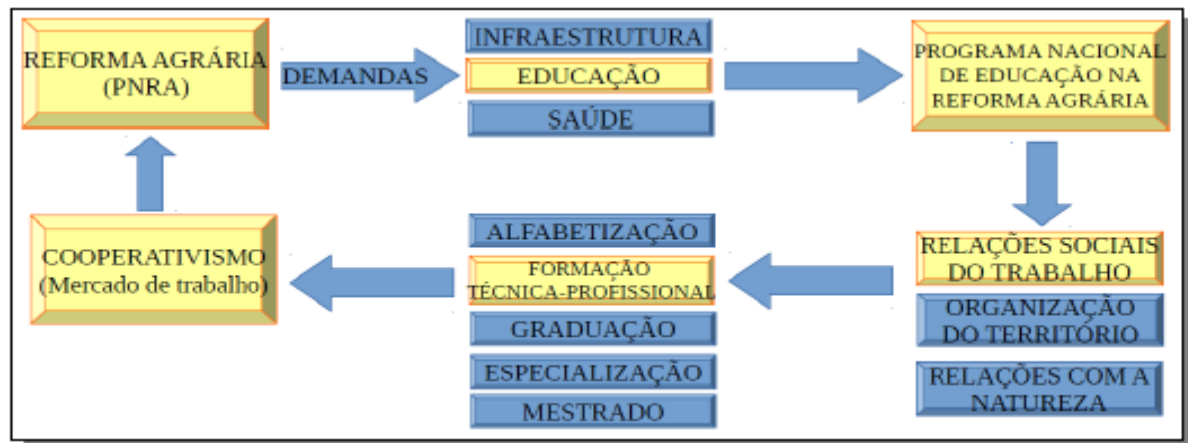 REFORMA AGRÁRIA
(PNRA)
DEMANDAS
INFRAESTRUTURA
EDUCAÇÃO
SAÚDE
PROGRAMA NACIONAL
DE EDUCAÇÃO NA
REFORMA AGRÁRIA
RELAÇÕES SOCIAIS
DO TRABALHO
ORGANIZAÇÃO
DO TERRITÓRIO
RELAÇÕES COM A
NATUREZA
ALFABETIZAÇÃO
FORMAÇÃO
TÉCNICA-PROFISSIONAL
GRADUAÇÃO
ESPECIALIZAÇÃO
MESTRADO
COOPERATIVISMO
(Mercado de trabalho)